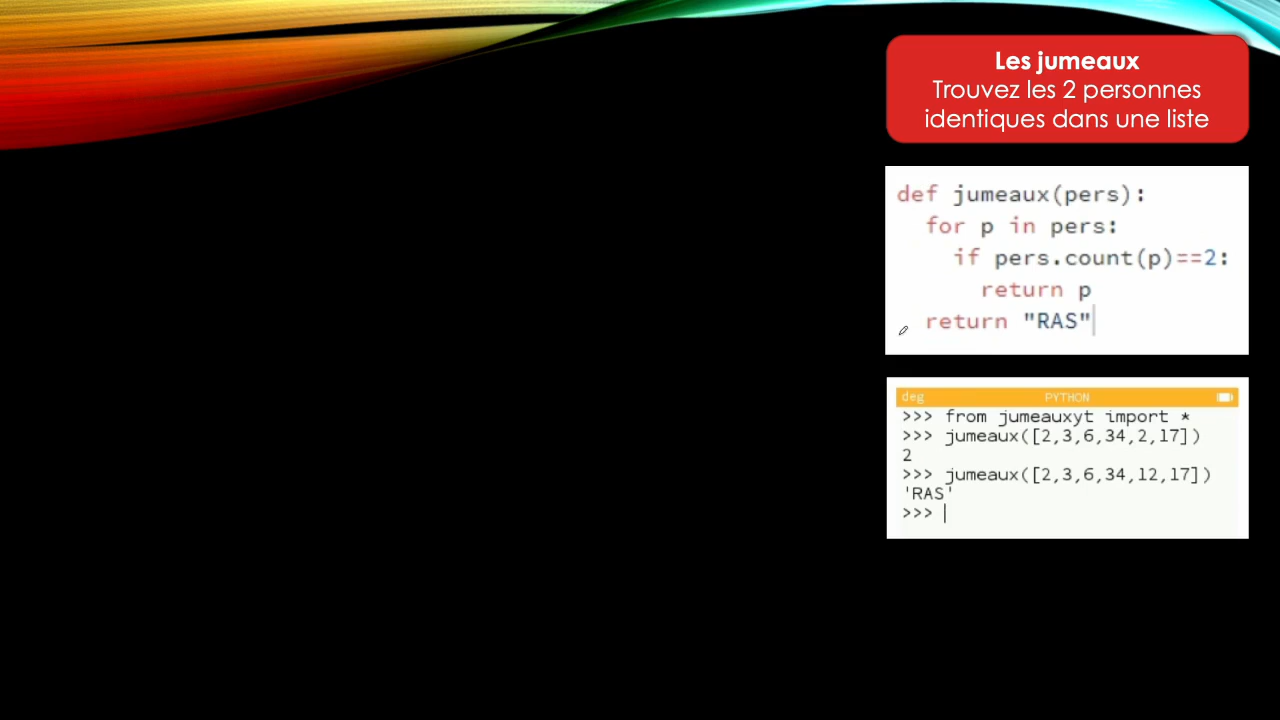 Les jumeaux
Trouvez les 2 personnes
identiques dans une liste
def jumeaux(pers):
  for p in pers:
    if pers.count(p)==2:
      return p
  return "RAS"
deg PYTHON
>>> from jumeauxyt import *
>>> jumeaux([2,3,6,34,2,17])
2
>>> jumeaux([2,3,6,34,12,17])
'RAS'
>>>